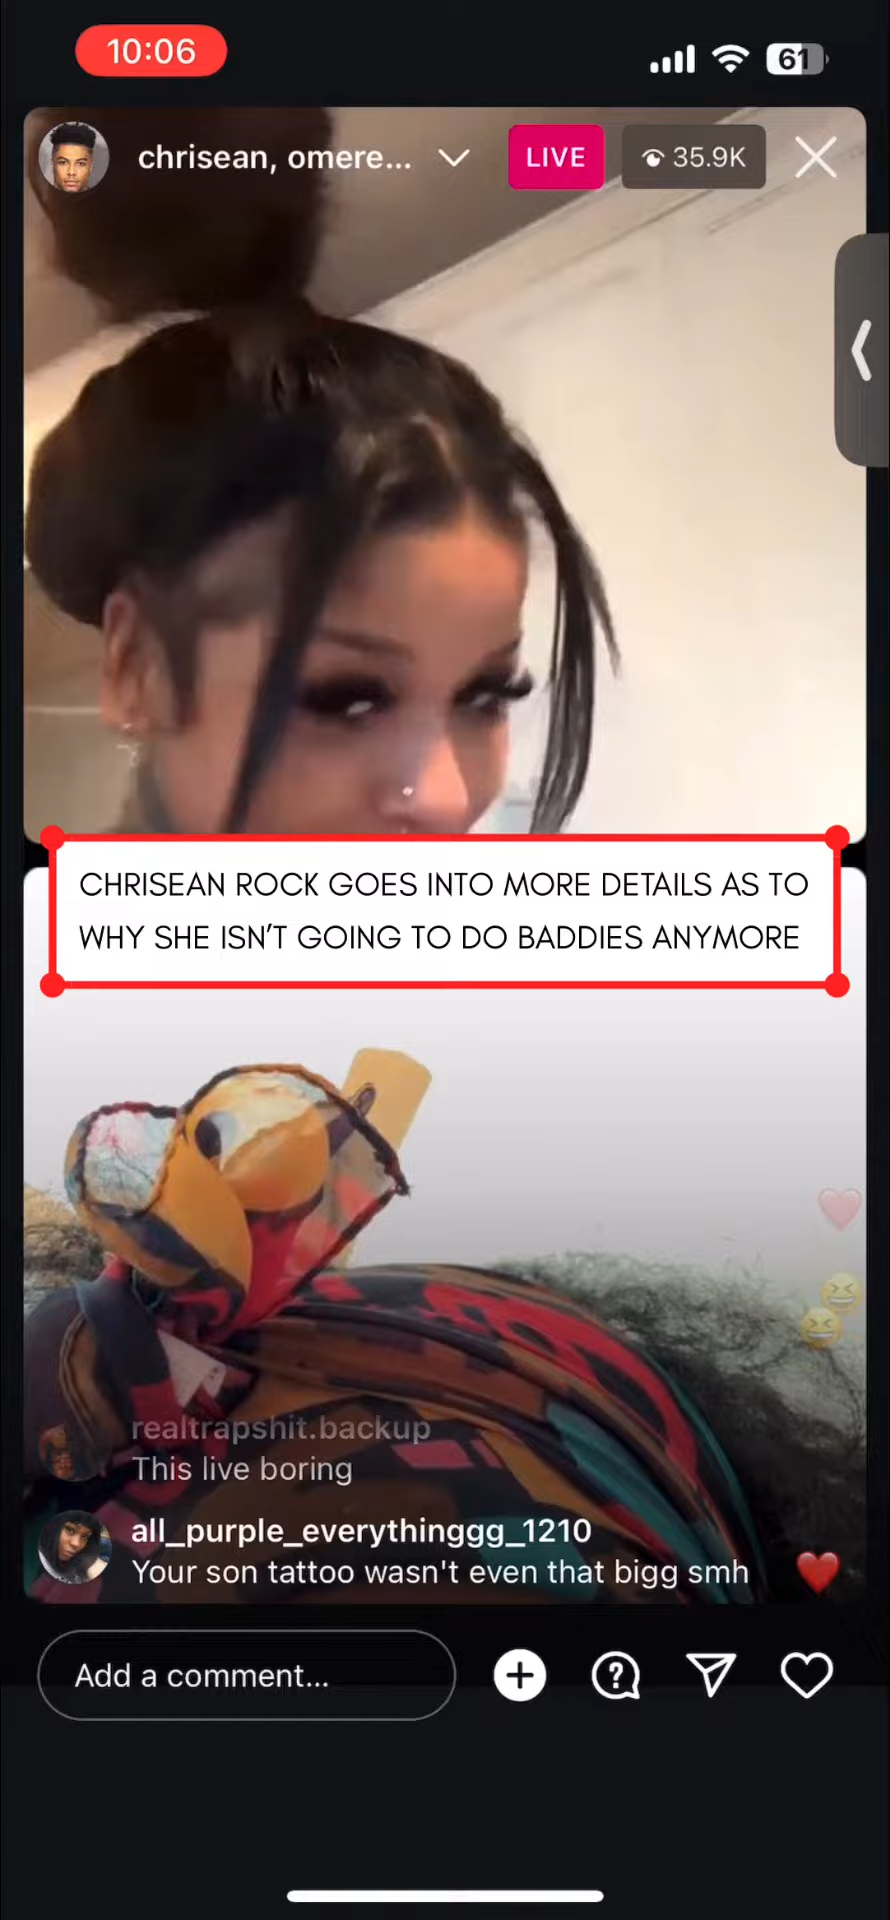 10:06
61
chrisean, omere...
LIVE
35.9K
CHRISEAN ROCK GOES INTO MORE DETAILS AS TO
WHY SHE ISN'T GOING TO DO BADDIES ANYMORE
realtrapshit.backup
This live boring
all_purple_everythinggg_1210
Your son tattoo wasn't even that bigg smh
Add a comment...